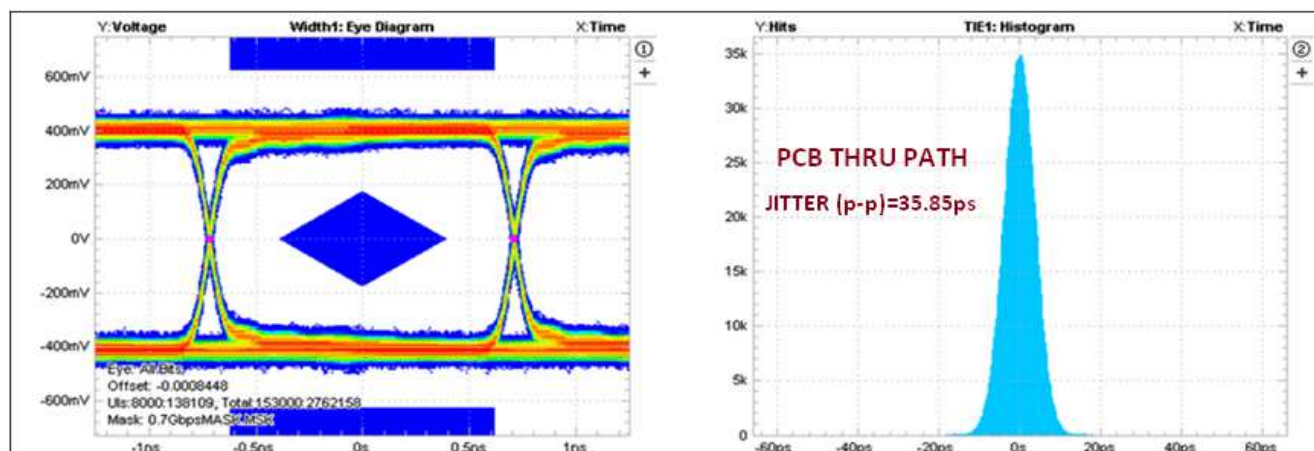 Y:Voltage Width1: Eye Diagram X:Time
①
+
600mV
400mV
200mV
0V
-200mV
-400mV
-600mV
Eye: All Bits
Offset: -0.0008448
UIs:8000:138109, Total:153000:2762158
Mask: 0.7GbpsMASK.MSK
-1ns -0.5ns 0s 0.5ns 1ns
Y:Hits TIE1: Histogram X:Time
②
+
35k
30k
25k
20k
15k
10k
5k
0
PCB THRU PATH
JITTER (p-p)=35.85ps
-60ps -40ps -20ps 0s 20ps 40ps 60ps